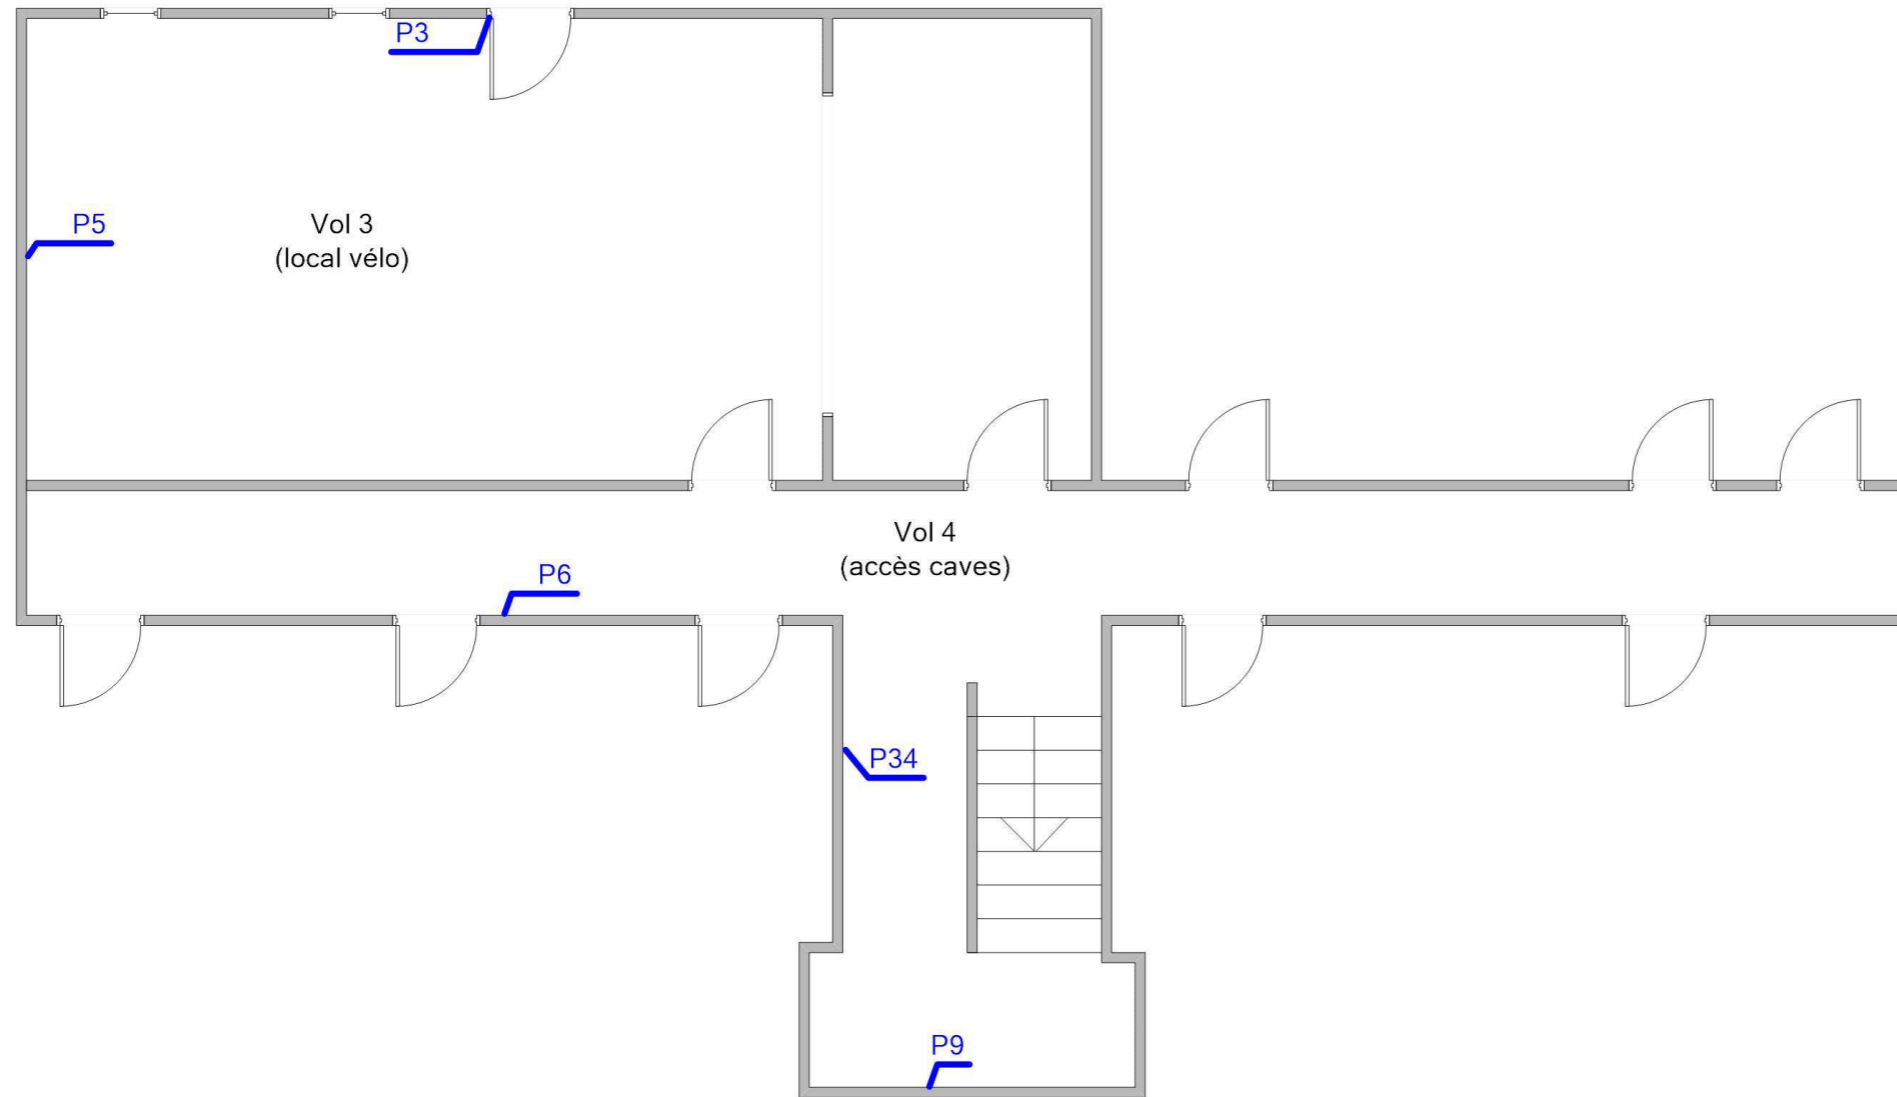 P3
P5
Vol 3
(local vélo)
Vol 4
(accès caves)
P6
P34
P9